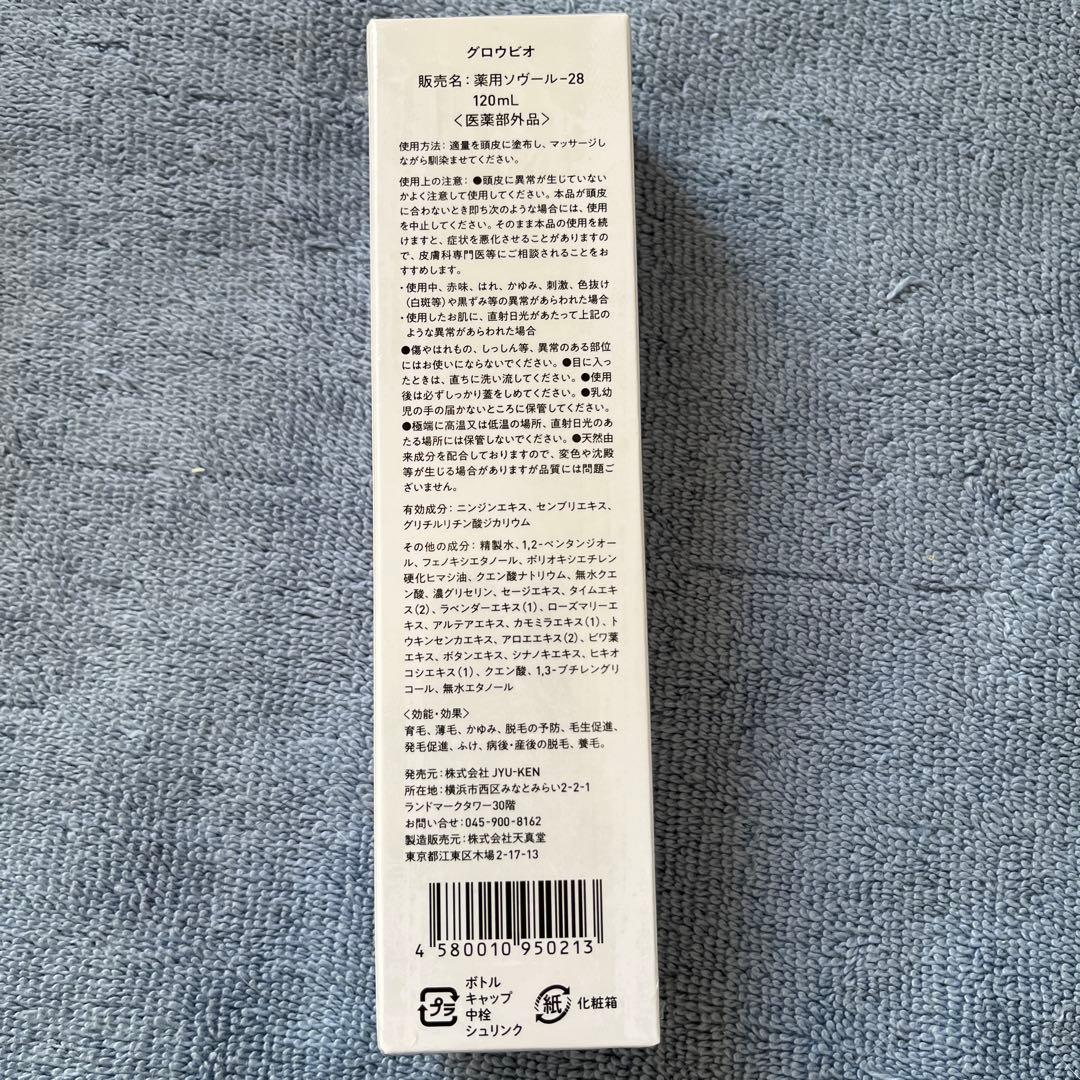 グロウビオ
販売名：薬用ソヴール-28
120mL
〈医薬部外品〉
使用方法：適量を頭皮に塗布し、マッサージし
ながら馴染ませてください。
使用上の注意：●頭皮に異常が生じていない
かよく注意して使用してください。本品が頭皮
に合わないとき即ち次のような場合には、使用
を中止してください。そのまま本品の使用を続
けますと、症状を悪化させることがありますの
で、皮膚科専門医等にご相談されることをお
すすめします。
・使用中、赤味、はれ、かゆみ、刺激、色抜け
（白斑等）や黒ずみ等の異常があらわれた場合
・使用したお肌に、直射日光があたって上記の
ような異常があらわれた場合
●傷やはれもの、しっしん等、異常のある部位
にはお使いにならないでください。●目に入っ
たときは、直ちに洗い流してください。●使用
後は必ずしっかり蓋をしめてください。●乳幼
児の手の届かないところに保管してください。
●極端に高温又は低温の場所、直射日光のあ
たる場所には保管しないでください。●天然由
来成分を配合しておりますので、変色や沈殿
等が生じる場合がありますが品質には問題ご
ざいません。
有効成分：ニンジンエキス、センブリエキス、
グリチルリチン酸ジカリウム
その他の成分：精製水、1,2-ペンタンジオー
ル、フェノキシエタノール、ポリオキシエチレン
硬化ヒマシ油、クエン酸ナトリウム、無水クエ
ン酸、濃グリセリン、セージエキス、タイムエキ
ス(2)、ラベンダーエキス(1)、ローズマリーエ
キス、アルテアエキス、カモミラエキス(1)、ト
ウキンセンカエキス、アロエエキス(2)、ビワ葉
エキス、ボタンエキス、シナノキエキス、ヒキオ
コシエキス(1)、クエン酸、1,3-ブチレングリ
コール、無水エタノール
〈効能・効果〉
育毛、薄毛、かゆみ、脱毛の予防、毛生促進、
発毛促進、ふけ、病後・産後の脱毛、養毛。
発売元：株式会社 JYU-KEN
所在地：横浜市西区みなとみらい2-2-1
ランドマークタワー30階
お問い合せ：045-900-8162
製造販売元：株式会社天真堂
東京都江東区木場2-17-13
4 580010 950213
プラ
ボトル
キャップ
中栓
シュリンク
紙
化粧箱